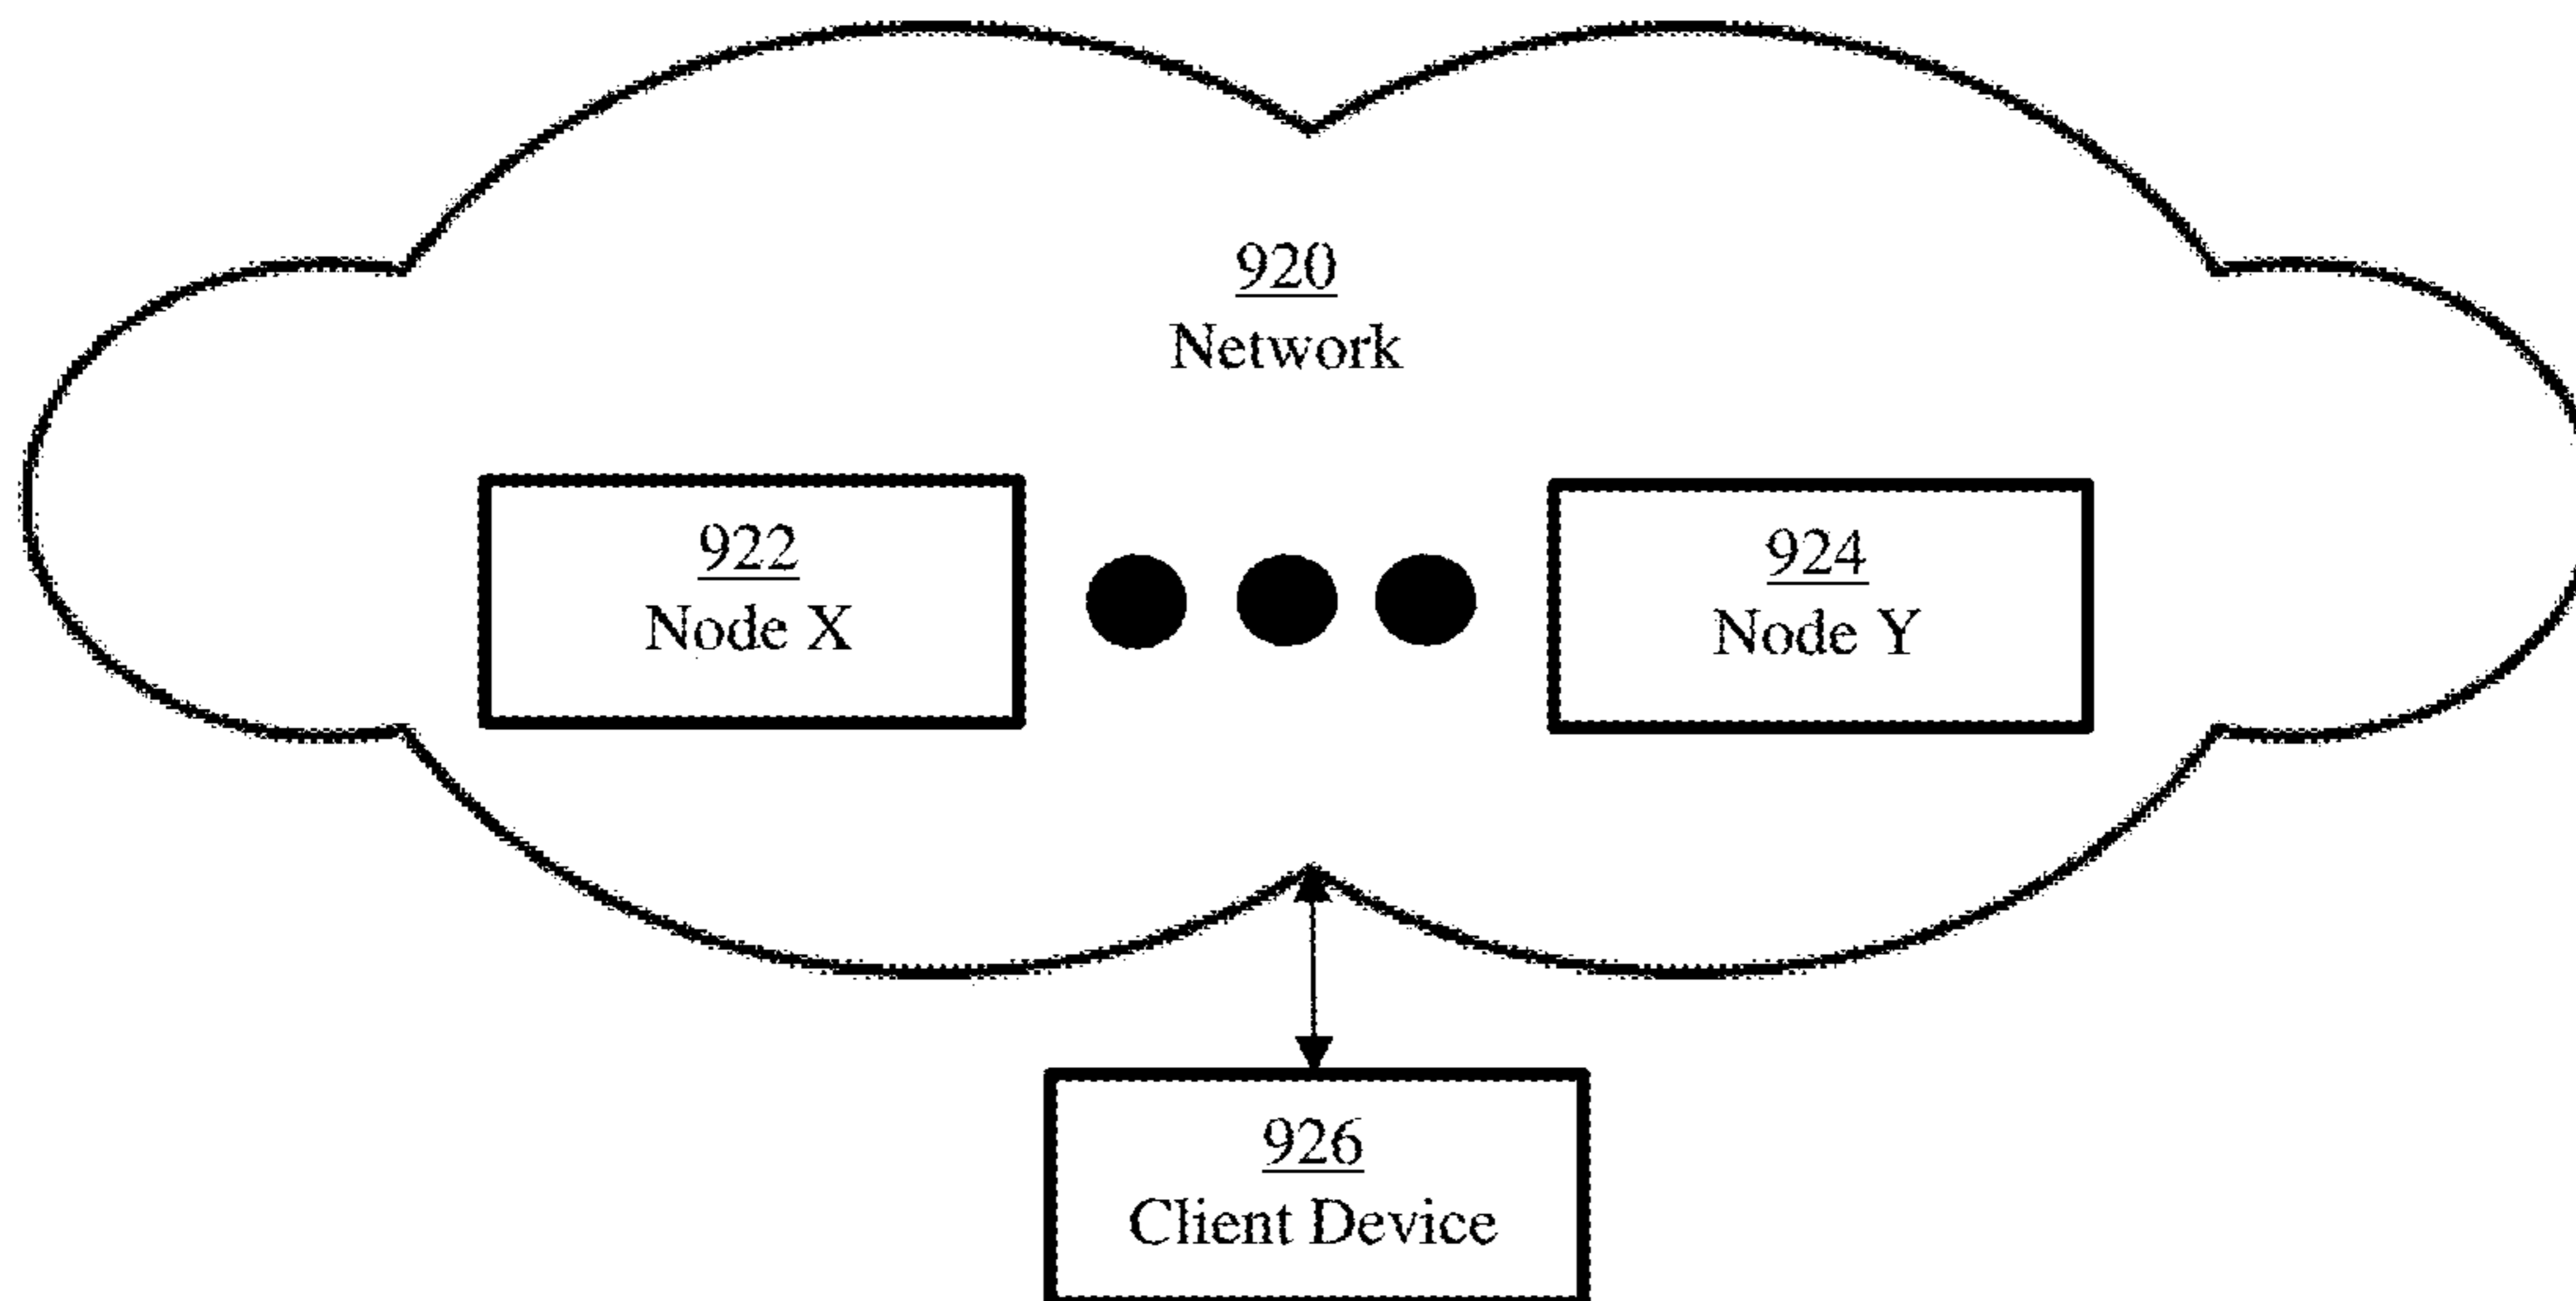 920
Network
922
Node X
924
Node Y
926
Client Device